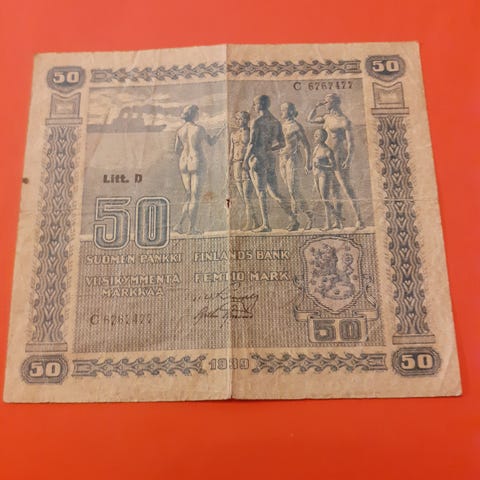 50 50
C 6767477
Litt. D
50
SUOMEN PANKKI FINLANDS BANK
VIISIKYMMENTÄ FEMTIO MARK
MARKKAA
C 6767477
50
50 1939 50